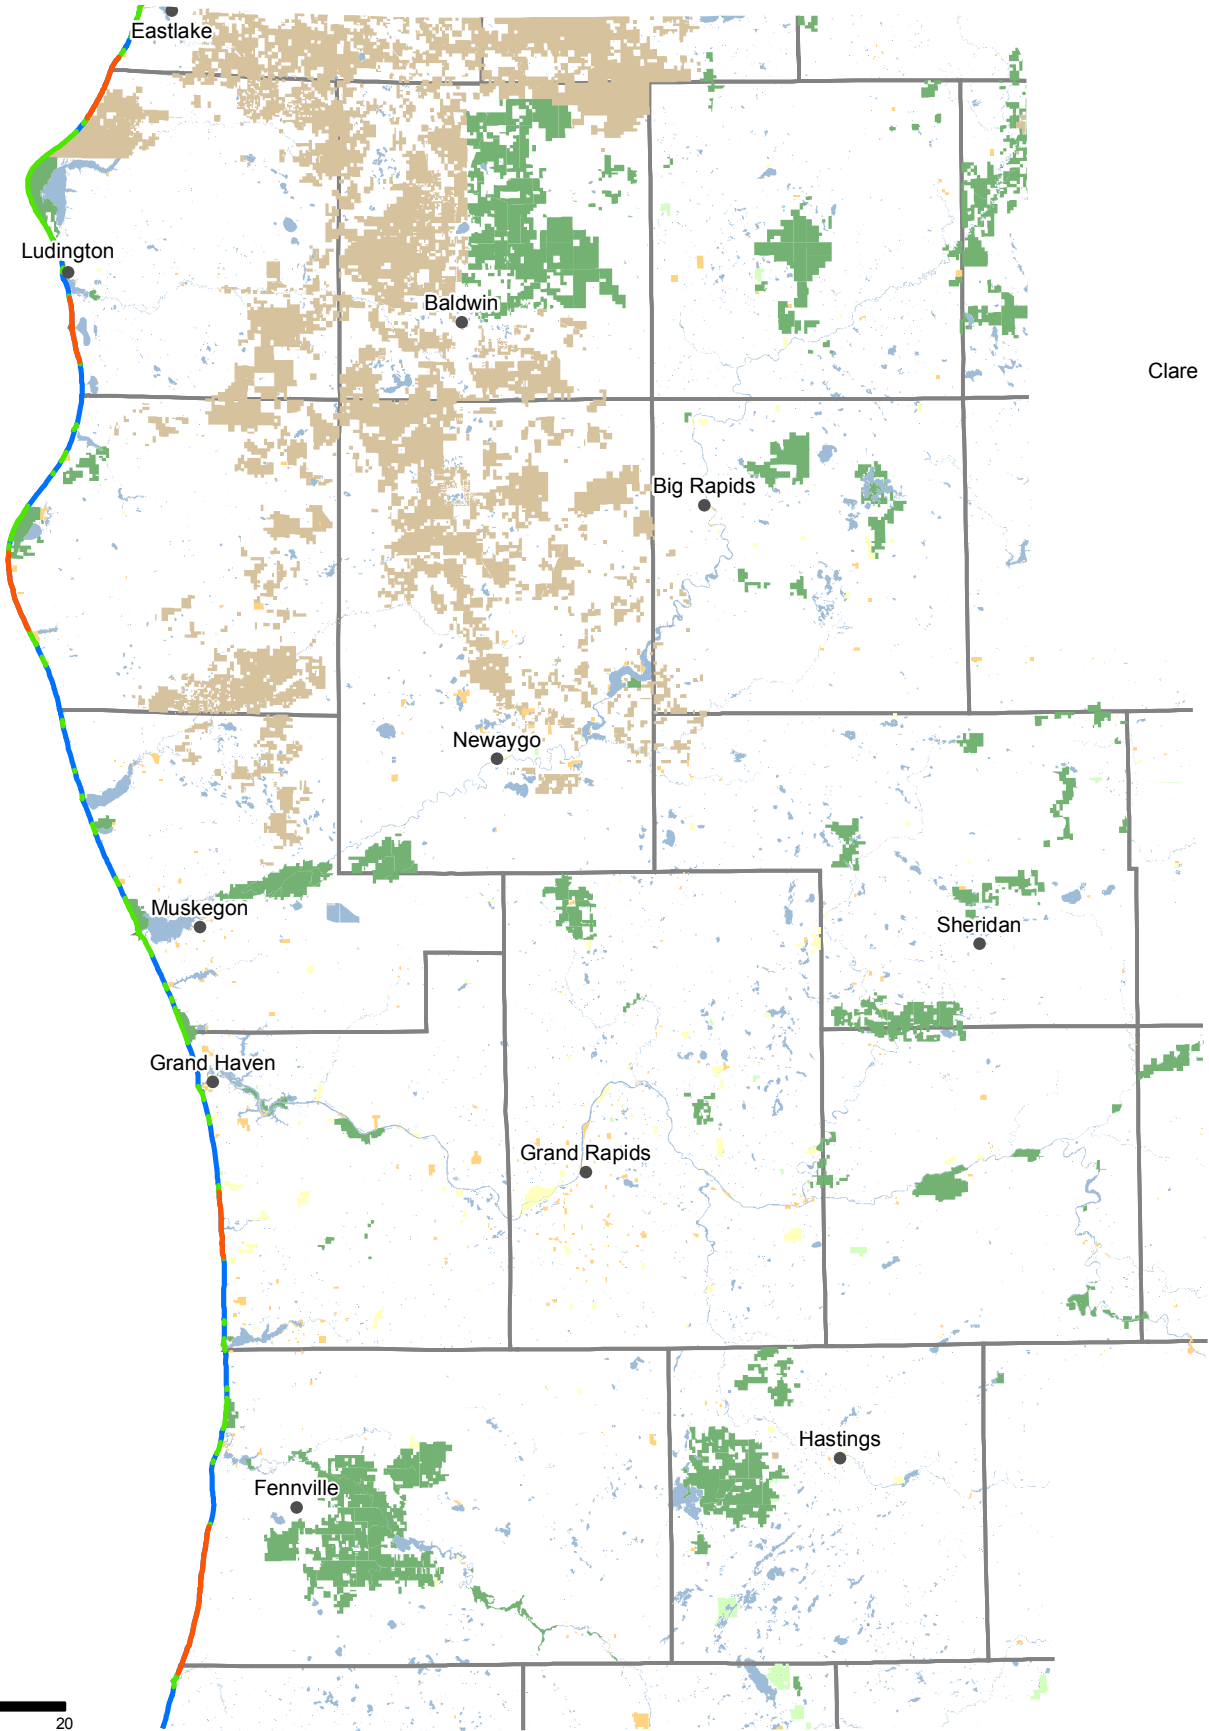 Eastlake
Ludington
Baldwin
Clare
Big Rapids
Newaygo
Muskegon
Sheridan
Grand Haven
Grand Rapids
Hastings
Fennville
20